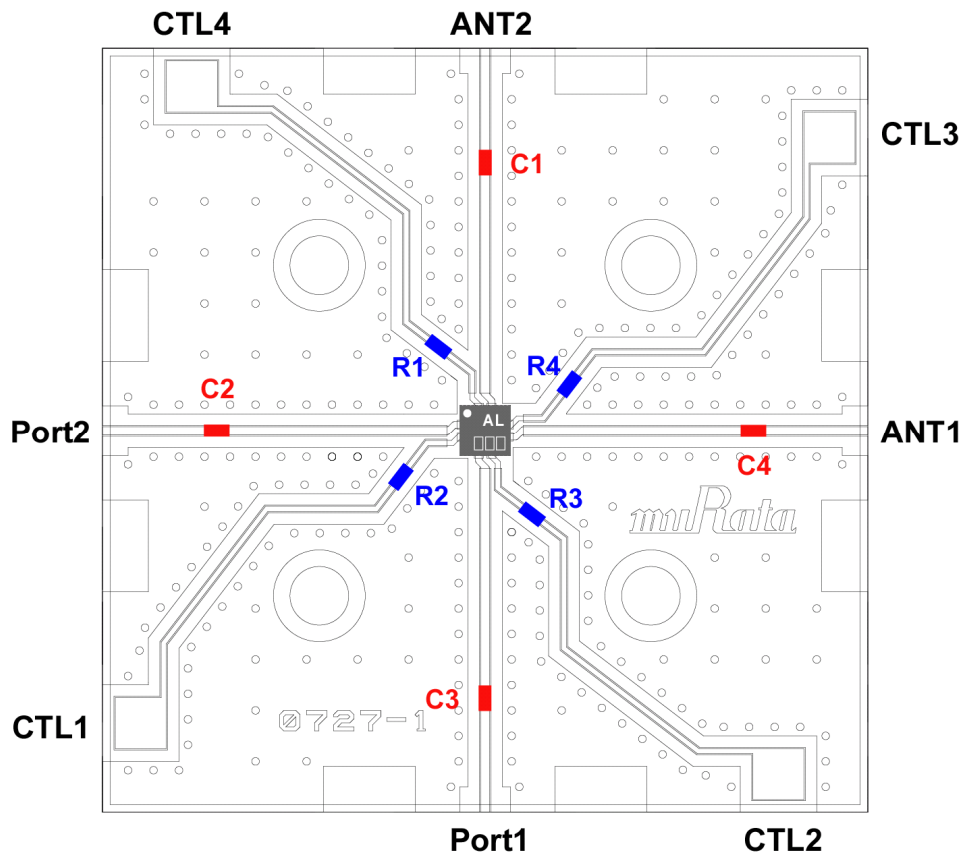 CTL4 ANT2
CTL3
C1
R1 R4
C2
AL
Port2 ANT1
C4
R2 R3
muRata
C3
0727-1
CTL1
Port1 CTL2